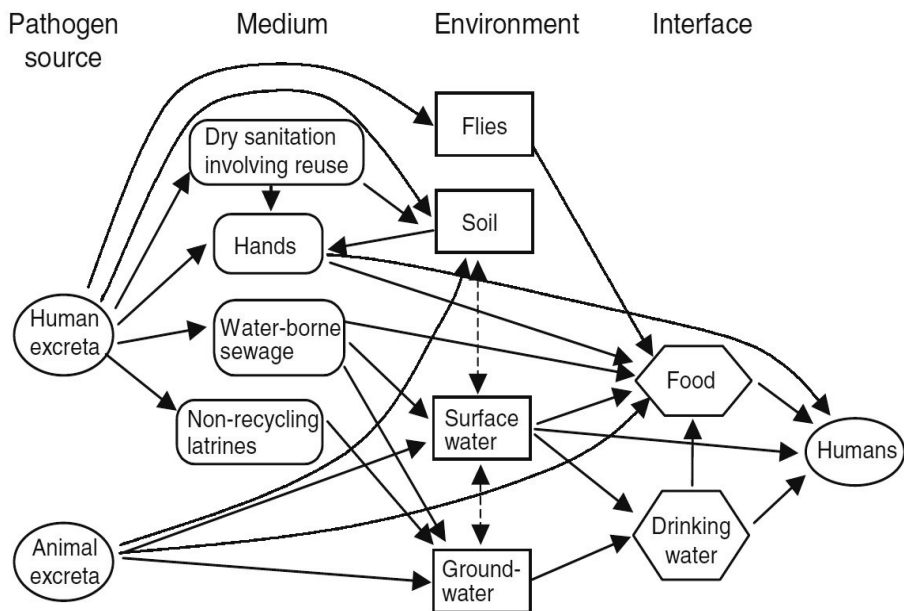 Pathogen
source
Medium
Environment
Interface
Flies
Dry sanitation
involving reuse
Soil
Hands
Human
excreta
Water-borne
sewage
Food
Non-recycling
latrines
Surface
water
Humans
Animal
excreta
Drinking
water
Ground-
water